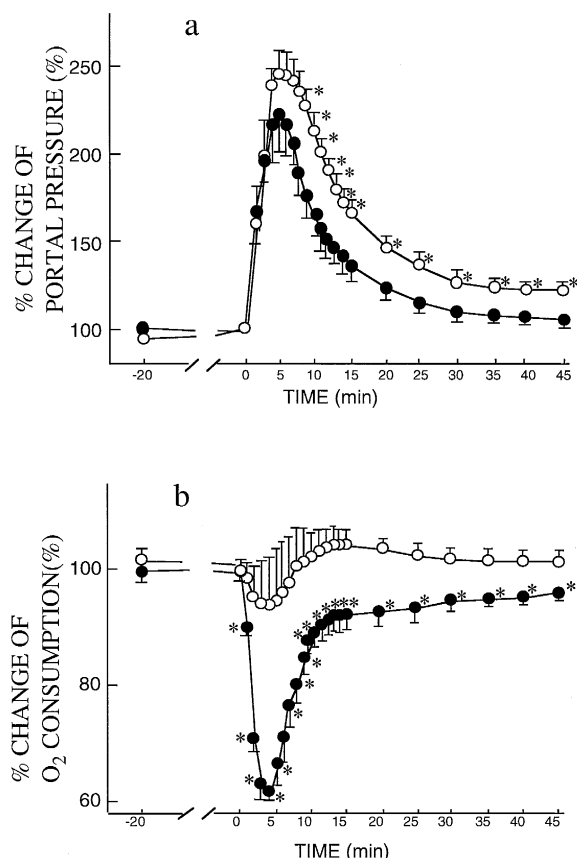 a
% CHANGE OF
PORTAL PRESSURE (%)
250
200
150
100
-20 0 5 10 15 20 25 30 35 40 45
TIME (min)
* * * * * * * * * * * * *
b
% CHANGE OF
O2 CONSUMPTION(%)
100
80
60
-20 0 5 10 15 20 25 30 35 40 45
TIME (min)